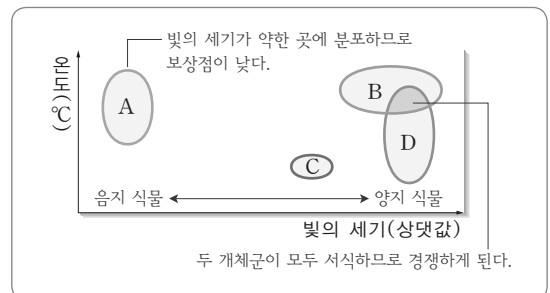 빛의 세기가 약한 곳에 분포하므로
보상점이 낮다.
온도(℃)
A
B
D
C
음지 식물
양지 식물
빛의 세기(상댓값)
두 개체군이 모두 서식하므로 경쟁하게 된다.